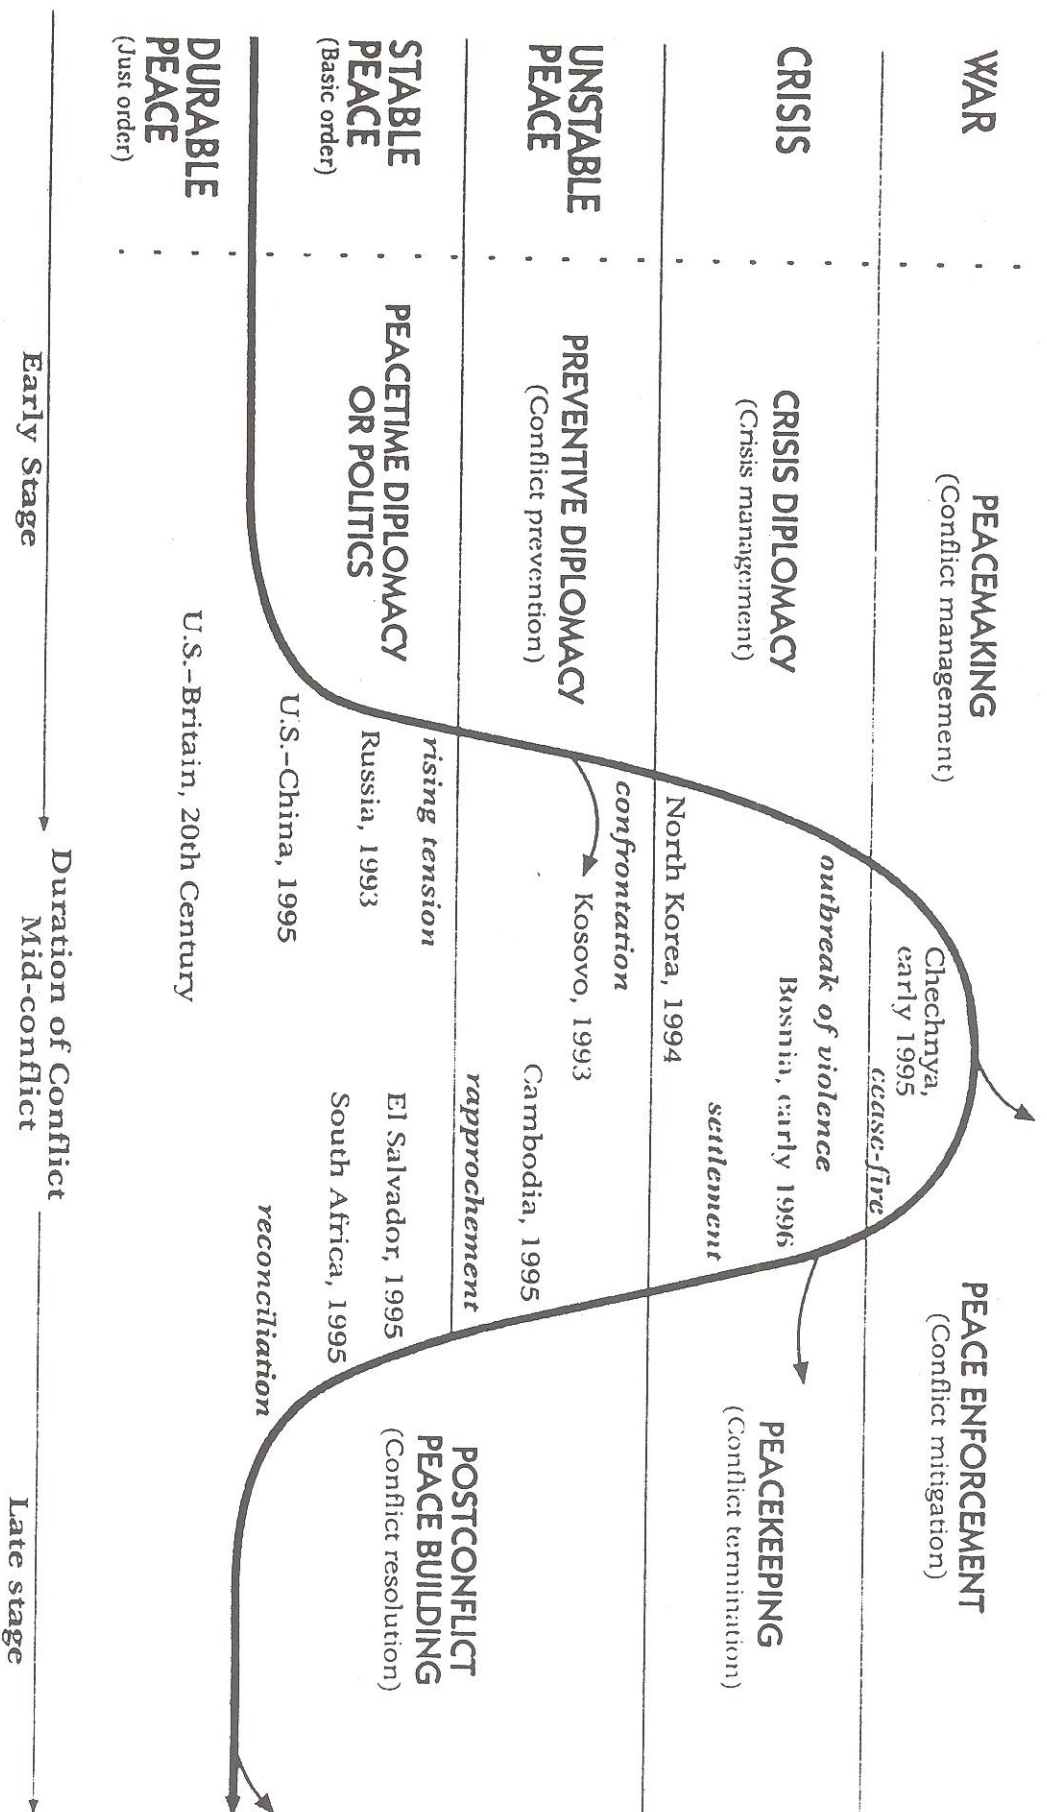 WAR
PEACEMAKING
(Conflict management)
Chechnya,
early 1995
PEACE ENFORCEMENT
(Conflict mitigation)
cease-fire
CRISIS
CRISIS DIPLOMACY
(Crisis management)
outbreak of violence
Bosnia, early 1996
settlement
PEACEKEEPING
(Conflict termination)
North Korea, 1994
UNSTABLE
PEACE
PREVENTIVE DIPLOMACY
(Conflict prevention)
confrontation
Kosovo, 1993
Cambodia, 1995
rapprochement
STABLE
PEACE
(Basic order)
PEACETIME DIPLOMACY
OR POLITICS
rising tension
Russia, 1993
U.S.–China, 1995
El Salvador, 1995
South Africa, 1995
POSTCONFLICT
PEACE BUILDING
(Conflict resolution)
reconciliation
DURABLE
PEACE
(Just order)
U.S.–Britain, 20th Century
Early Stage
Duration of Conflict
Mid-conflict
Late stage